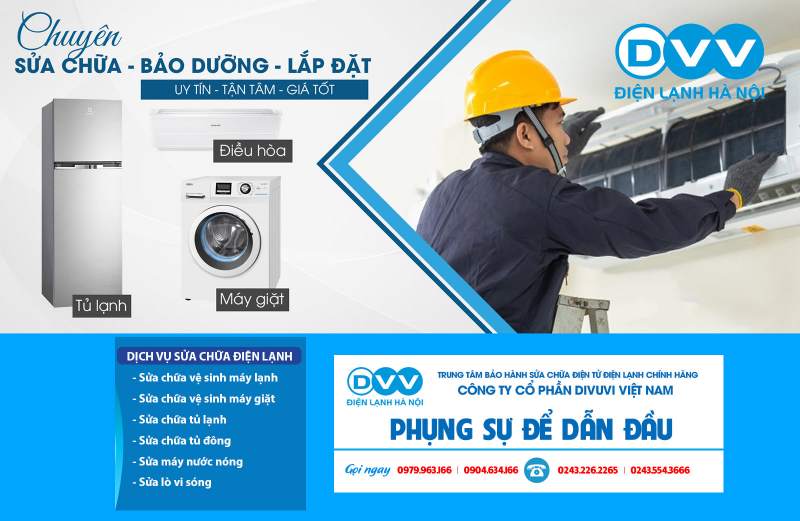 Chuyên
SỬA CHỮA - BẢO DƯỠNG - LẮP ĐẶT
UY TÍN - TẬN TÂM - GIÁ TỐT
DVV
ĐIỆN LẠNH HÀ NỘI
Điều hòa
Tủ lạnh
Máy giặt
DỊCH VỤ SỬA CHỮA ĐIỆN LẠNH
- Sửa chữa vệ sinh máy lạnh
- Sửa chữa vệ sinh máy giặt
- Sửa chữa tủ lạnh
- Sửa chữa tủ đông
- Sửa máy nước nóng
- Sửa lò vi sóng
DVV
ĐIỆN LẠNH HÀ NỘI
TRUNG TÂM BẢO HÀNH SỬA CHỮA ĐIỆN TỬ ĐIỆN LẠNH CHÍNH HÃNG
CÔNG TY CỔ PHẦN DIVUVI VIỆT NAM
PHỤNG SỰ ĐỂ DẪN ĐẦU
Gọi ngay 0979.963.166 | 0904.634.166 0243.226.2265 | 0243.554.3666